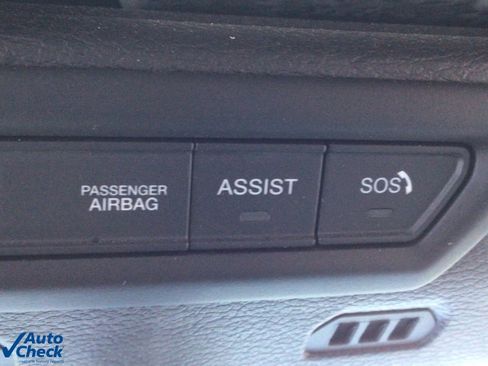 PASSENGER
AIRBAG
ASSIST
SOS
Auto
Check